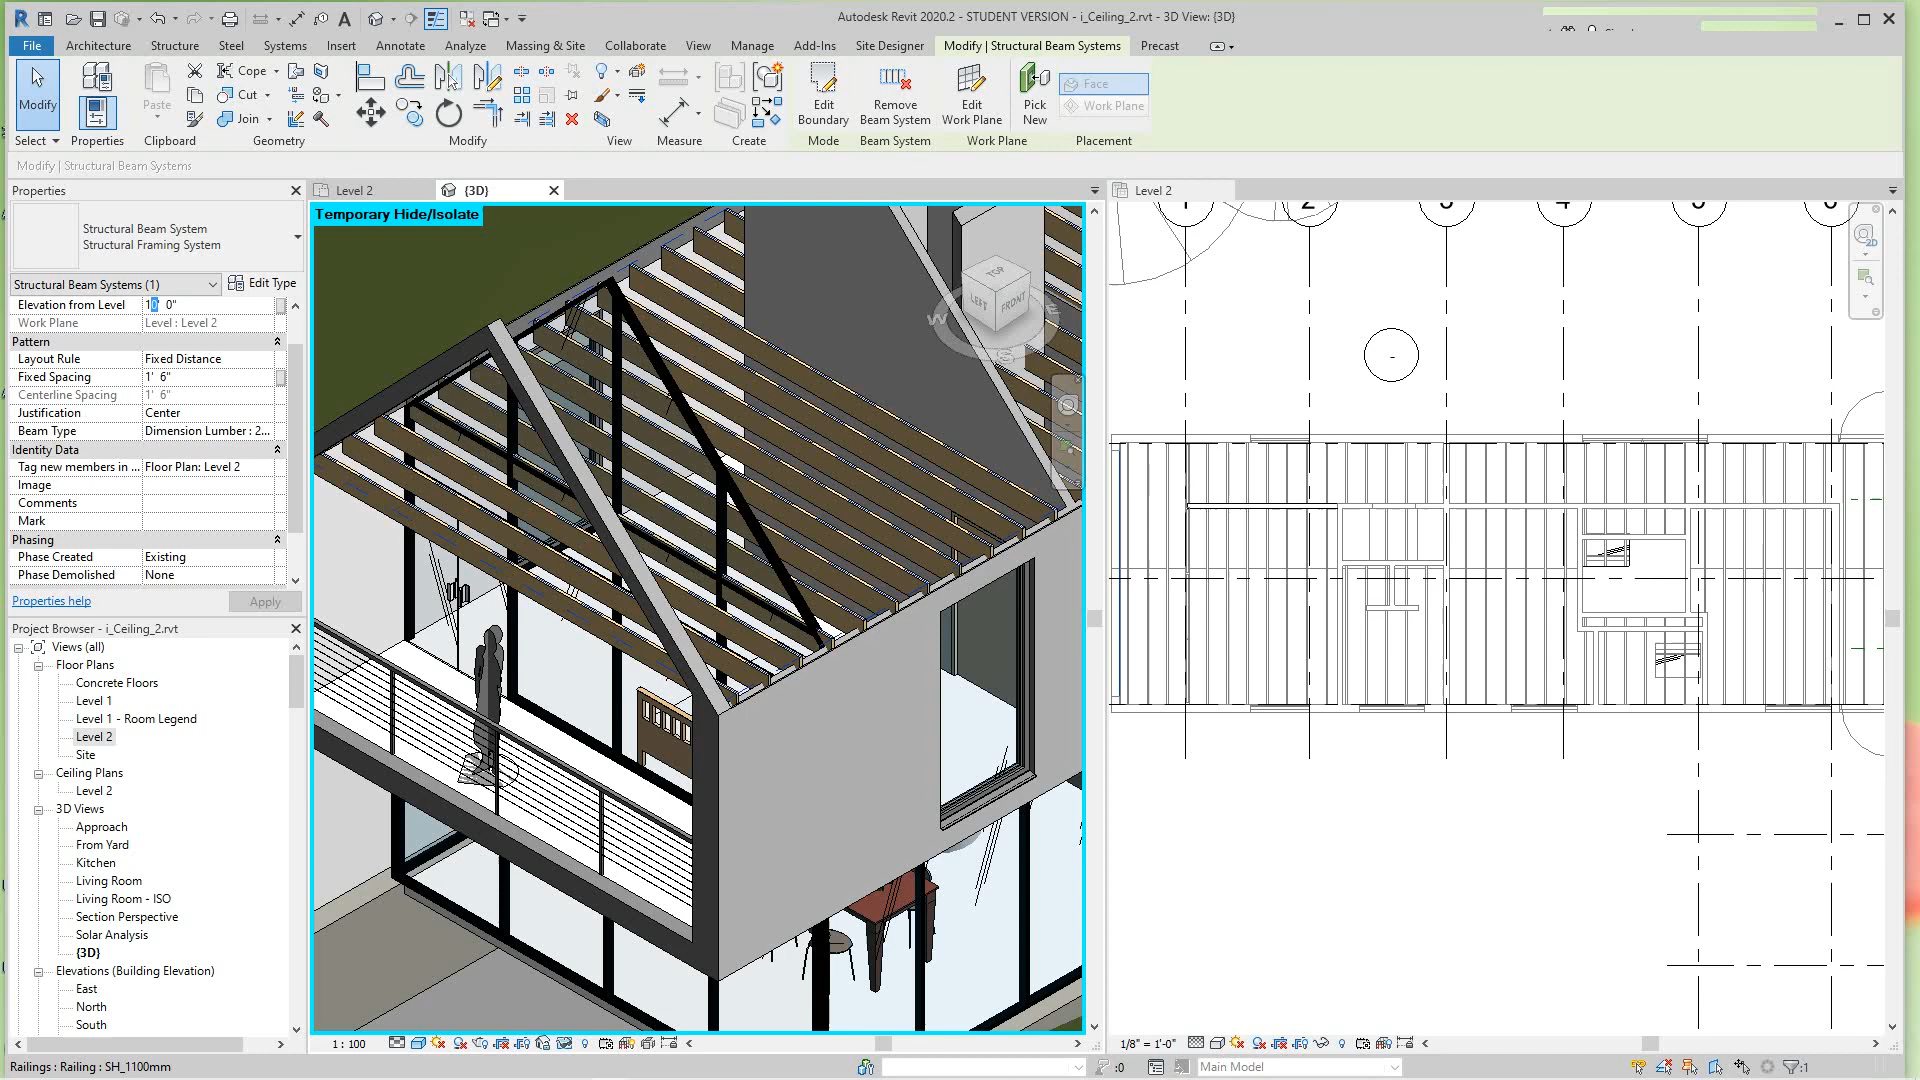 Autodesk Revit 2020.2 - STUDENT VERSION - i_Ceiling_2.rvt - 3D View: {3D}
File Architecture Structure Steel Systems Insert Annotate Analyze Massing & Site Collaborate View Manage Add-Ins Site Designer Modify | Structural Beam Systems Precast
Modify
Paste
Cope
Cut
Join
Edit Boundary
Remove Beam System
Edit Work Plane
Pick New
Face
Work Plane
Select Properties Clipboard Geometry Modify View Measure Create Mode Beam System Work Plane Placement
Modify | Structural Beam Systems
Properties
Structural Beam System
Structural Framing System
Structural Beam Systems (1)
Edit Type
Elevation from Level
Work Plane Level : Level 2
Pattern
Layout Rule Fixed Distance
Fixed Spacing 1' 6"
Centerline Spacing 1' 6"
Justification Center
Beam Type Dimension Lumber : 2...
Identity Data
Tag new members in ... Floor Plan: Level 2
Image
Comments
Mark
Phasing
Phase Created Existing
Phase Demolished None
Properties help
Apply
Project Browser - i_Ceiling_2.rvt
Views (all)
Floor Plans
Concrete Floors
Level 1
Level 1 - Room Legend
Level 2
Site
Ceiling Plans
Level 2
3D Views
Approach
From Yard
Kitchen
Living Room
Living Room - ISO
Section Perspective
Solar Analysis
{3D}
Elevations (Building Elevation)
East
North
South
Level 2
{3D}
Temporary Hide/Isolate
TOP
LEFT
FRONT
W
S
E
1 : 100
Level 2
2D
1/8" = 1'-0"
Railings : Railing : SH_1100mm
:0
Main Model
:1